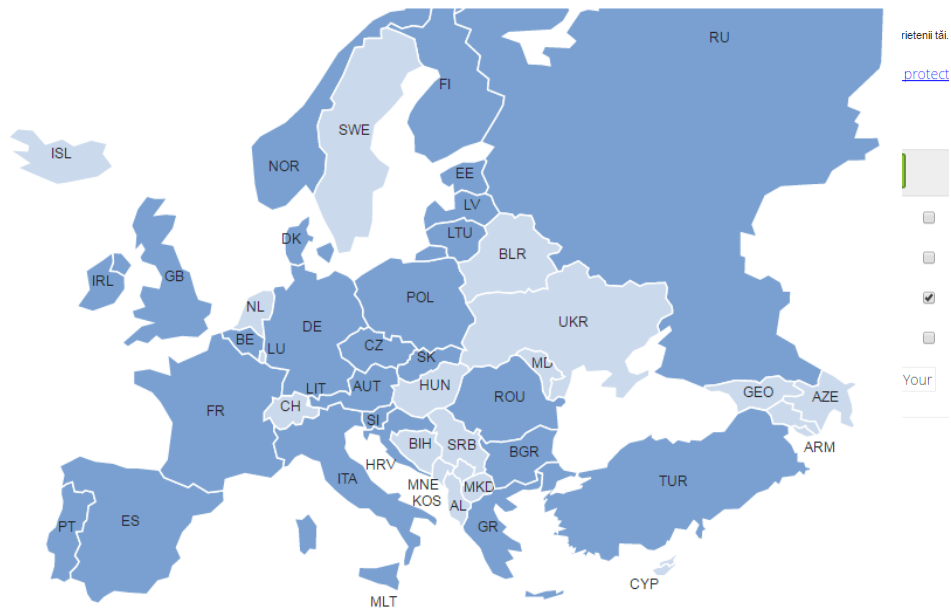 RU
rietenii tăi.
protect
FI
SWE
ISL
NOR
EE
LV
LTU
DK
BLR
IRL
GB
POL
NL
UKR
DE
BE
LU
CZ
SK
MD
HUN
LIT
AUT
Your
GEO
AZE
ROU
FR
CH
SI
BIH
SRB
BGR
ARM
HRV
ITA
MNE
MKD
TUR
KOS
AL
PT
ES
GR
CYP
MLT